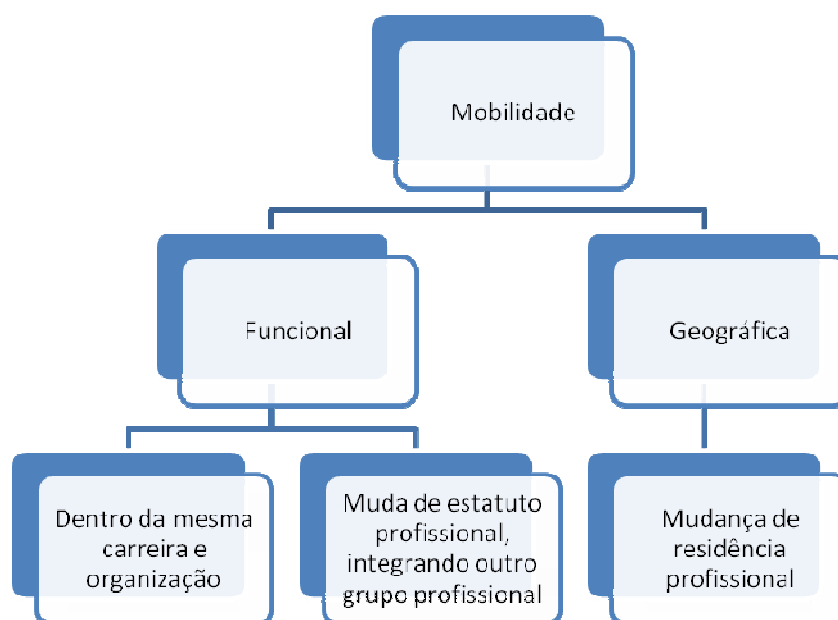 Mobilidade
Funcional
Geográfica
Dentro da mesma
carreira e
organização
Muda de estatuto
profissional,
integrando outro
grupo profissional
Mudança de
residência
profissional